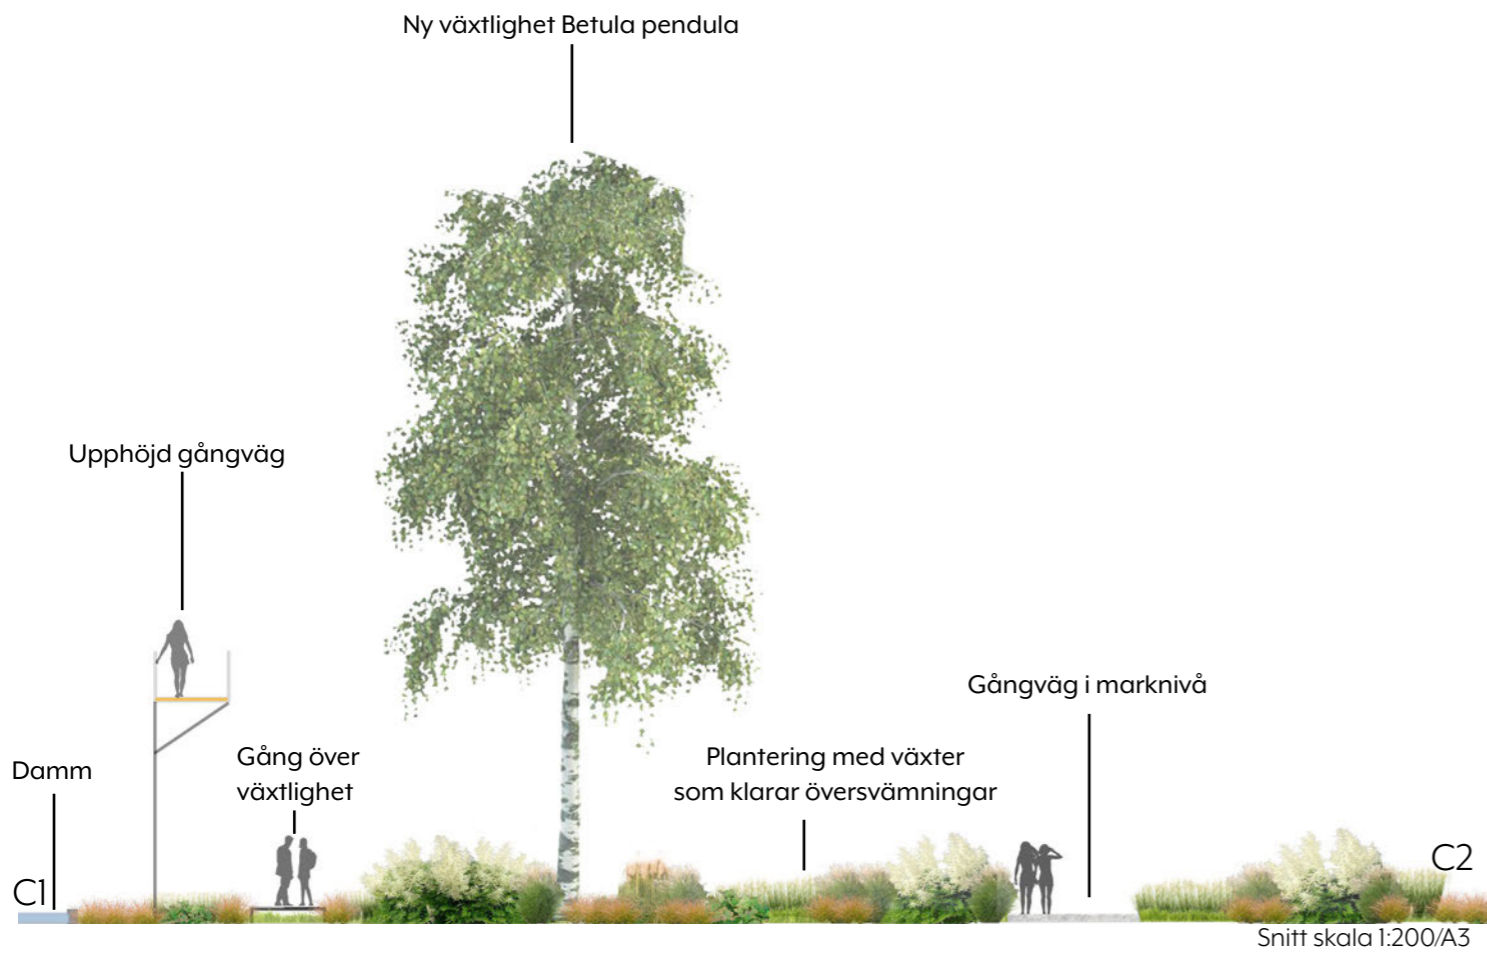 Ny växtlighet Betula pendula
Upphöjd gångväg
Gångväg i marknivå
Damm
Gång över
växtlighet
Plantering med växter
som klarar översvämningar
C1
C2
Snitt skala 1:200/A3